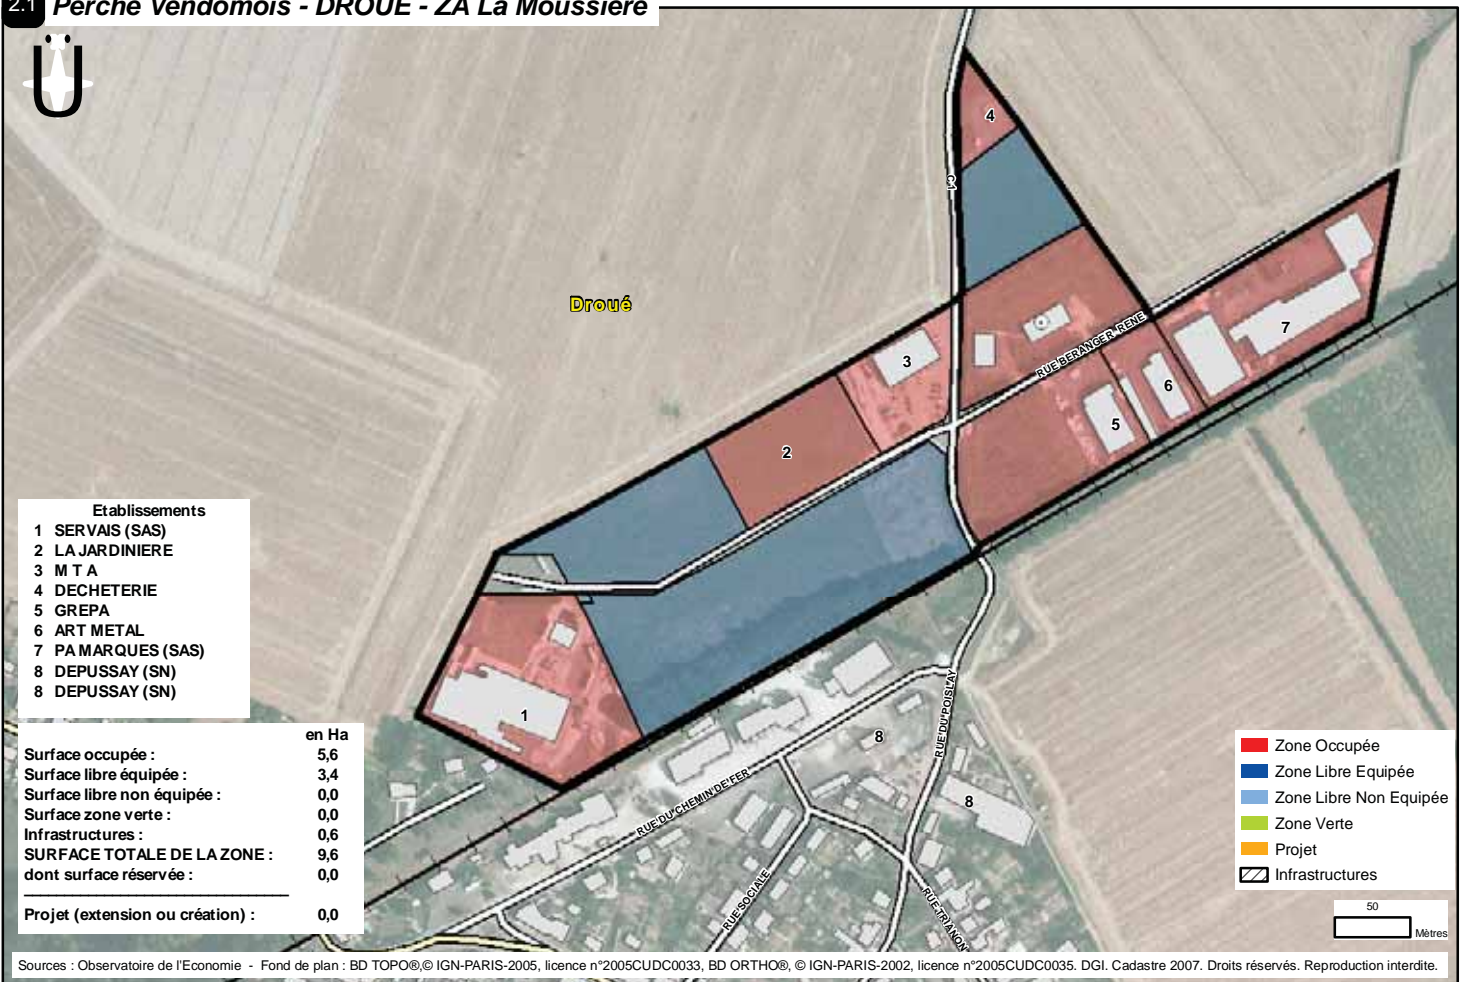 2.1 Perche Vendômois - DROUE - ZA La Moussière
Ü
4
C 1
Droué
RUE BERANGER RENE
3
7
6
5
2
Etablissements
1 SERVAIS (SAS)
2 LA JARDINIERE
3 M T A
4 DECHETERIE
5 GREPA
6 ART METAL
7 PA MARQUES (SAS)
8 DEPUSSAY (SN)
8 DEPUSSAY (SN)
1
RUE DU POISLAY
8
8
RUE DU CHEMIN DE FER
RUE SOCIALE
RUE TRIANON
en Ha
Surface occupée : 5,6
Surface libre équipée : 3,4
Surface libre non équipée : 0,0
Surface zone verte : 0,0
Infrastructures : 0,6
SURFACE TOTALE DE LA ZONE : 9,6
dont surface réservée : 0,0
Projet (extension ou création) : 0,0
Zone Occupée
Zone Libre Equipée
Zone Libre Non Equipée
Zone Verte
Projet
Infrastructures
50
Mètres
Sources : Observatoire de l'Economie - Fond de plan : BD TOPO®,© IGN-PARIS-2005, licence n°2005CUDC0033, BD ORTHO®, © IGN-PARIS-2002, licence n°2005CUDC0035. DGI. Cadastre 2007. Droits réservés. Reproduction interdite.